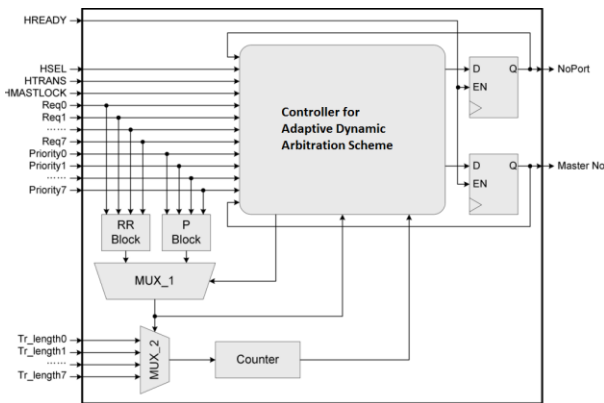 HREADY
HSEL
HTRANS
HMASTLOCK
Req0
Req1
......
Req7
Priority0
Priority1
......
Priority7
Controller for
Adaptive Dynamic
Arbitration Scheme
D Q
EN
NoPort
D Q
EN
Master No
RR
Block
P
Block
MUX_1
Tr_length0
Tr_length1
......
Tr_length7
MUX_2
Counter